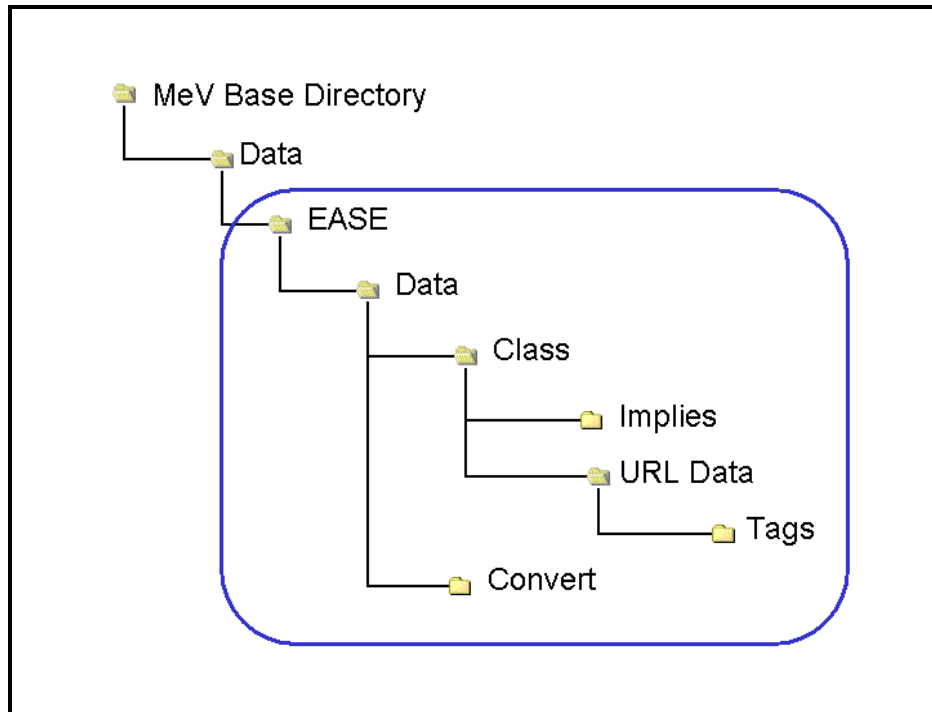 MeV Base Directory
Data
EASE
Data
Class
Implies
URL Data
Tags
Convert